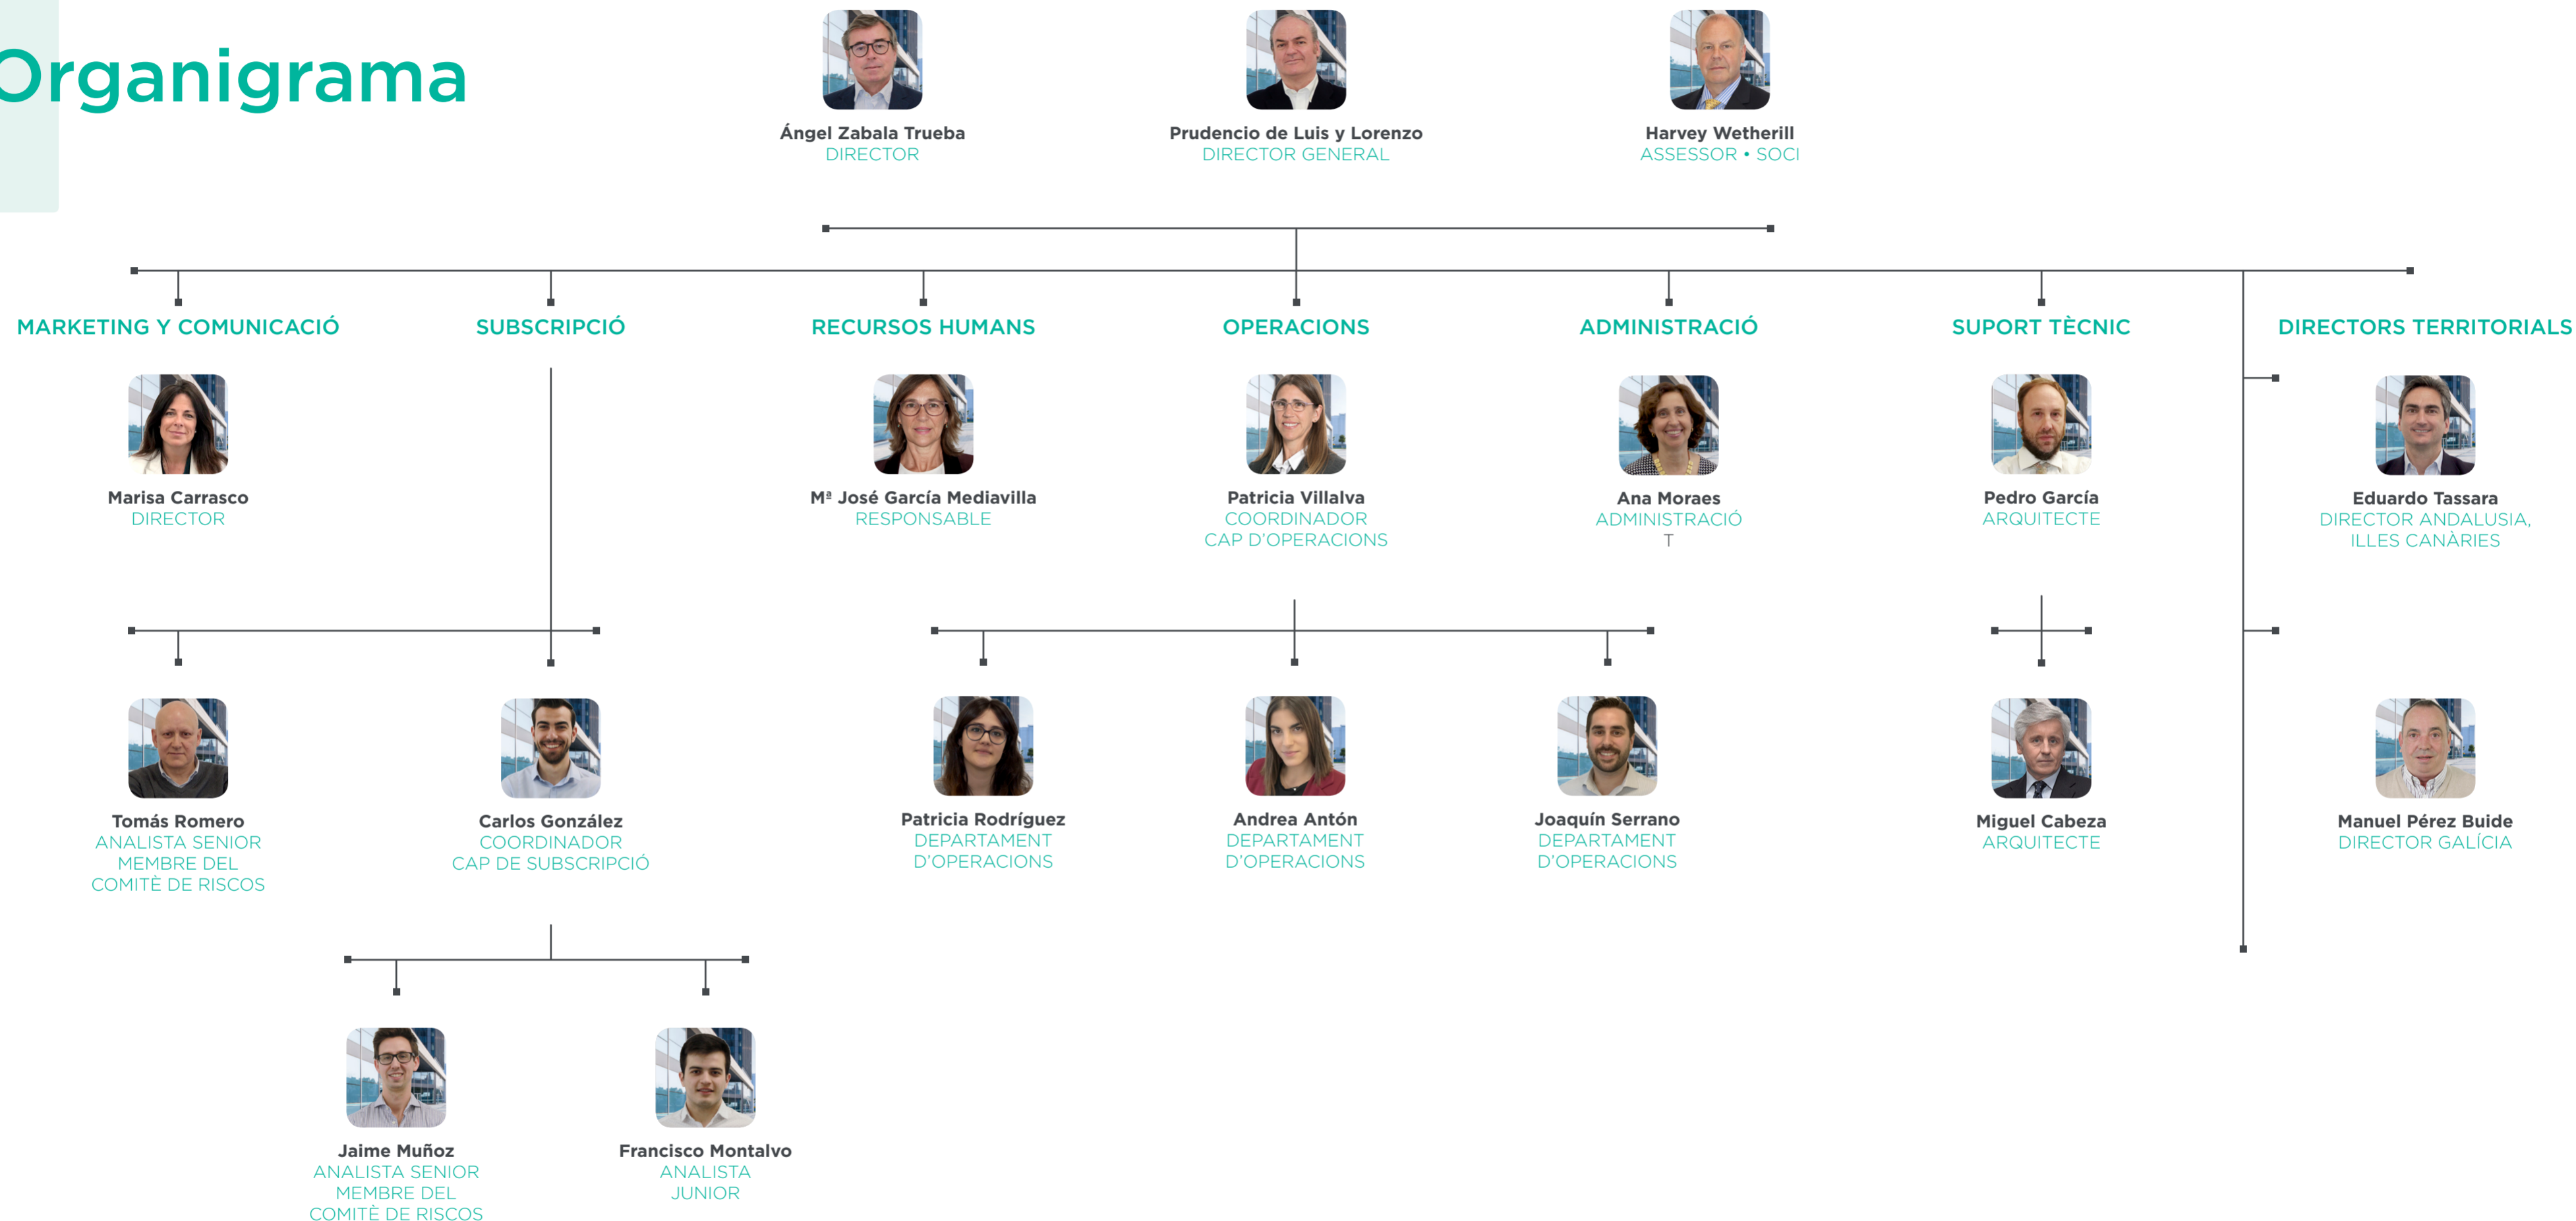 Organigrama
Ángel Zabala Trueba
DIRECTOR
Prudencio de Luis y Lorenzo
DIRECTOR GENERAL
Harvey Wetherill
ASSESSOR • SOCI
MARKETING Y COMUNICACIÓ
SUBSCRIPCIÓ
RECURSOS HUMANS
OPERACIONS
ADMINISTRACIÓ
SUPORT TÈCNIC
DIRECTORS TERRITORIALS
Marisa Carrasco
DIRECTOR
Mª José García Mediavilla
RESPONSABLE
Patricia Villalva
COORDINADOR
CAP D'OPERACIONS
Ana Moraes
ADMINISTRACIÓ
T
Pedro García
ARQUITECTE
Eduardo Tassara
DIRECTOR ANDALUSIA,
ILLES CANÀRIES
Tomás Romero
ANALISTA SENIOR
MEMBRE DEL
COMITÈ DE RISCOS
Carlos González
COORDINADOR
CAP DE SUBSCRIPCIÓ
Patricia Rodríguez
DEPARTAMENT
D'OPERACIONS
Andrea Antón
DEPARTAMENT
D'OPERACIONS
Joaquín Serrano
DEPARTAMENT
D'OPERACIONS
Miguel Cabeza
ARQUITECTE
Manuel Pérez Buide
DIRECTOR GALÍCIA
Jaime Muñoz
ANALISTA SENIOR
MEMBRE DEL
COMITÈ DE RISCOS
Francisco Montalvo
ANALISTA
JUNIOR